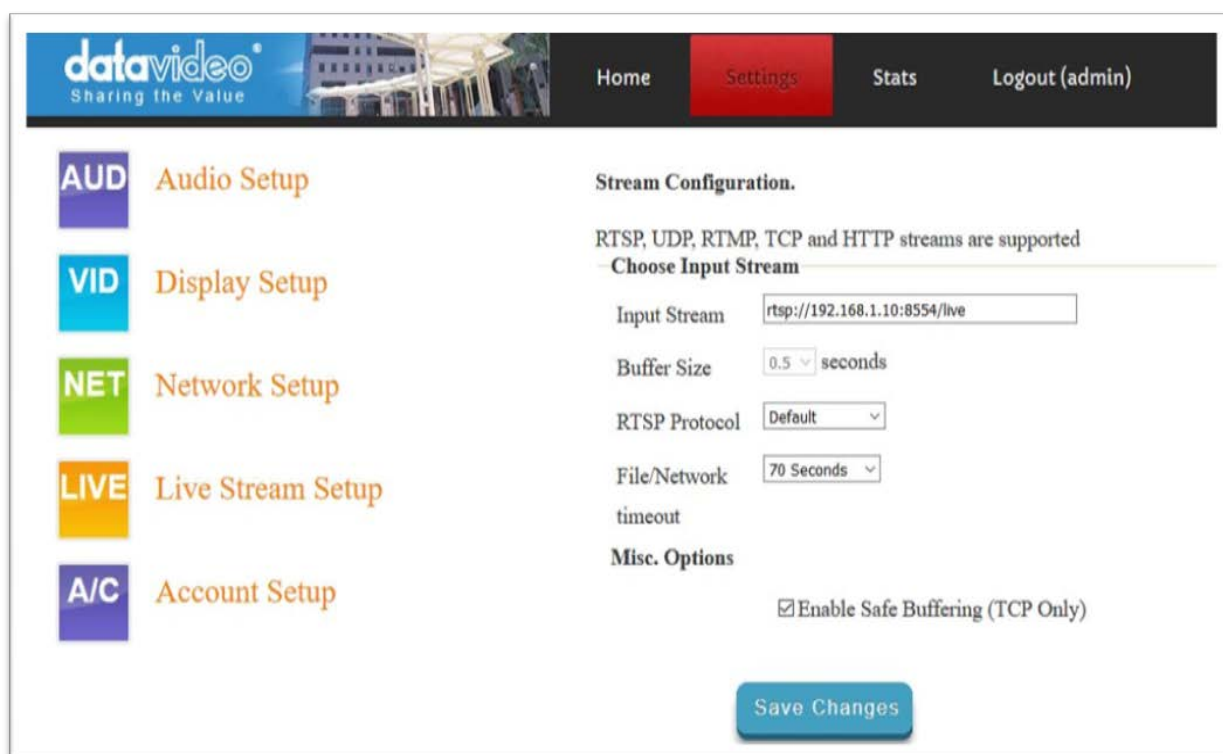 datavideo®
Sharing the Value
Home
Settings
Stats
Logout (admin)
AUD
Audio Setup
VID
Display Setup
NET
Network Setup
LIVE
Live Stream Setup
A/C
Account Setup
Stream Configuration.
RTSP, UDP, RTMP, TCP and HTTP streams are supported
Choose Input Stream
Input Stream
rtsp://192.168.1.10:8554/live
Buffer Size
0.5 seconds
RTSP Protocol
Default
File/Network
timeout
70 Seconds
Misc. Options
Enable Safe Buffering (TCP Only)
Save Changes